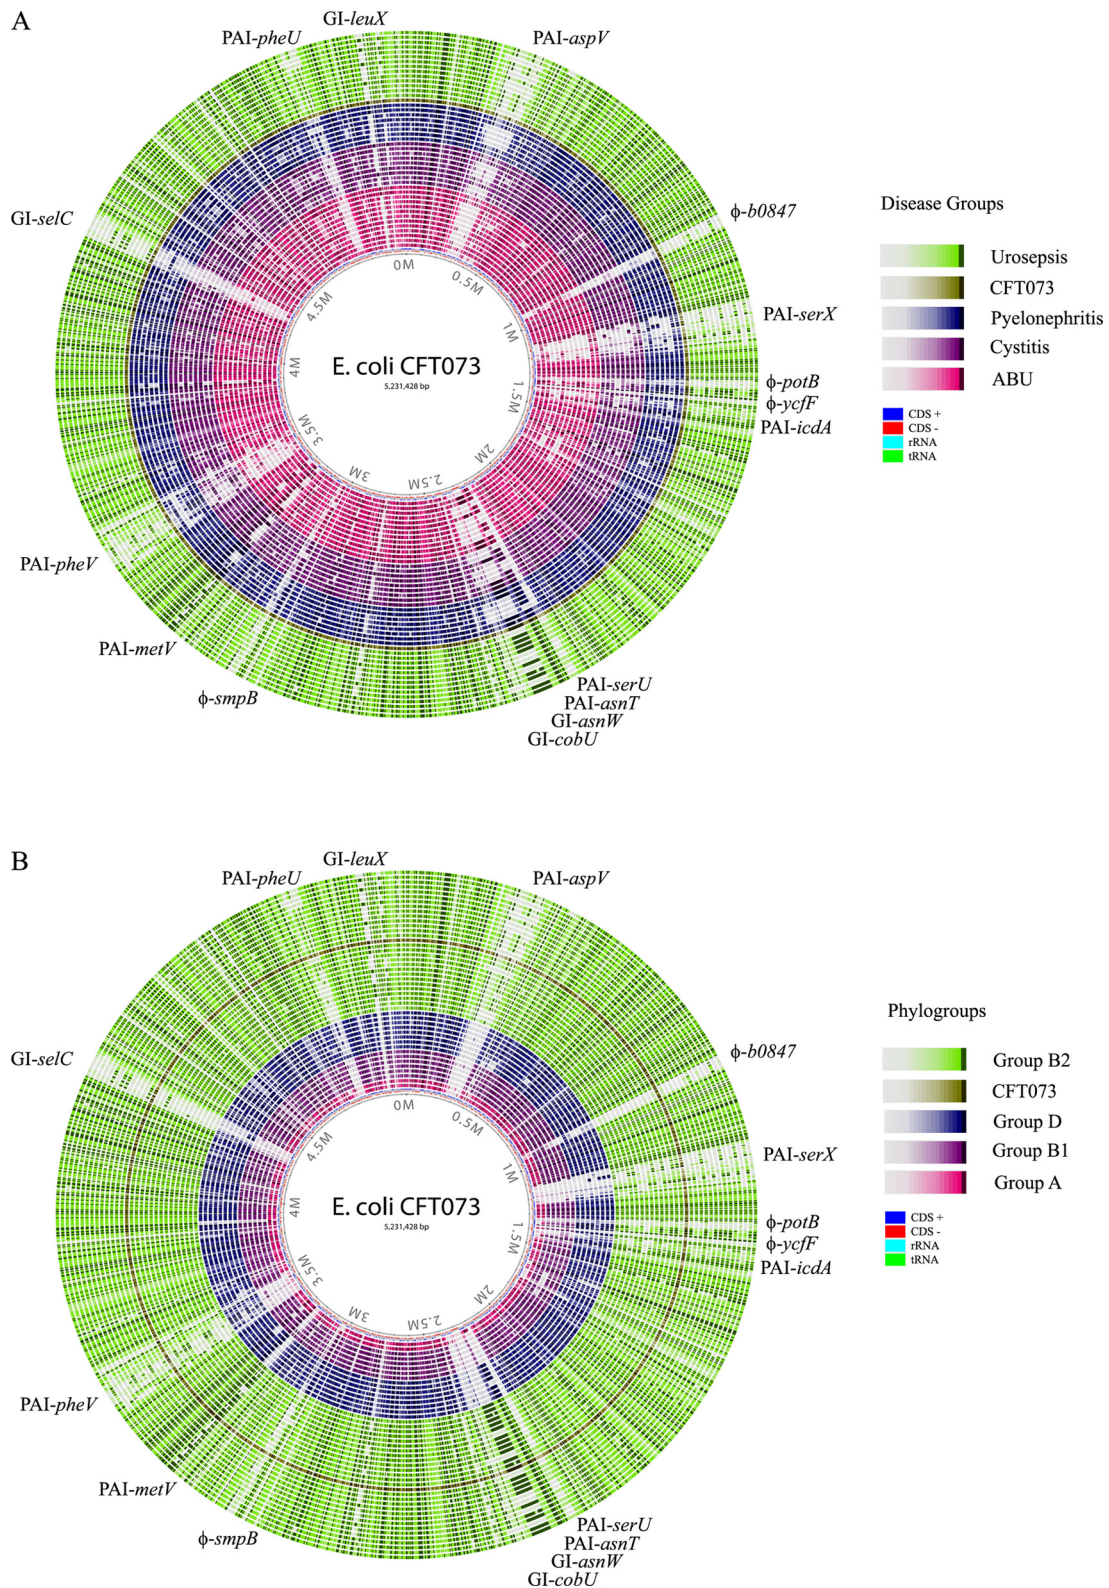 A
GI-leuX
PAI-pheU
PAI-aspV
GI-selC
ϕ-b0847
PAI-serX
ϕ-potB
ϕ-ycfF
PAI-icdA
PAI-pheV
PAI-metV
ϕ-smpB
PAI-serU
PAI-asnT
GI-asnW
GI-cobU
0M
0.5M
1M
1.5M
2M
2.5M
3M
3.5M
4M
4.5M
E. coli CFT073
5,231,428 bp
Disease Groups
Urosepsis
CFT073
Pyelonephritis
Cystitis
ABU
CDS +
CDS -
rRNA
tRNA
B
GI-leuX
PAI-pheU
PAI-aspV
GI-selC
ϕ-b0847
PAI-serX
ϕ-potB
ϕ-ycfF
PAI-icdA
PAI-pheV
PAI-metV
ϕ-smpB
PAI-serU
PAI-asnT
GI-asnW
GI-cobU
0M
0.5M
1M
1.5M
2M
2.5M
3M
3.5M
4M
4.5M
E. coli CFT073
5,231,428 bp
Phylogroups
Group B2
CFT073
Group D
Group B1
Group A
CDS +
CDS -
rRNA
tRNA